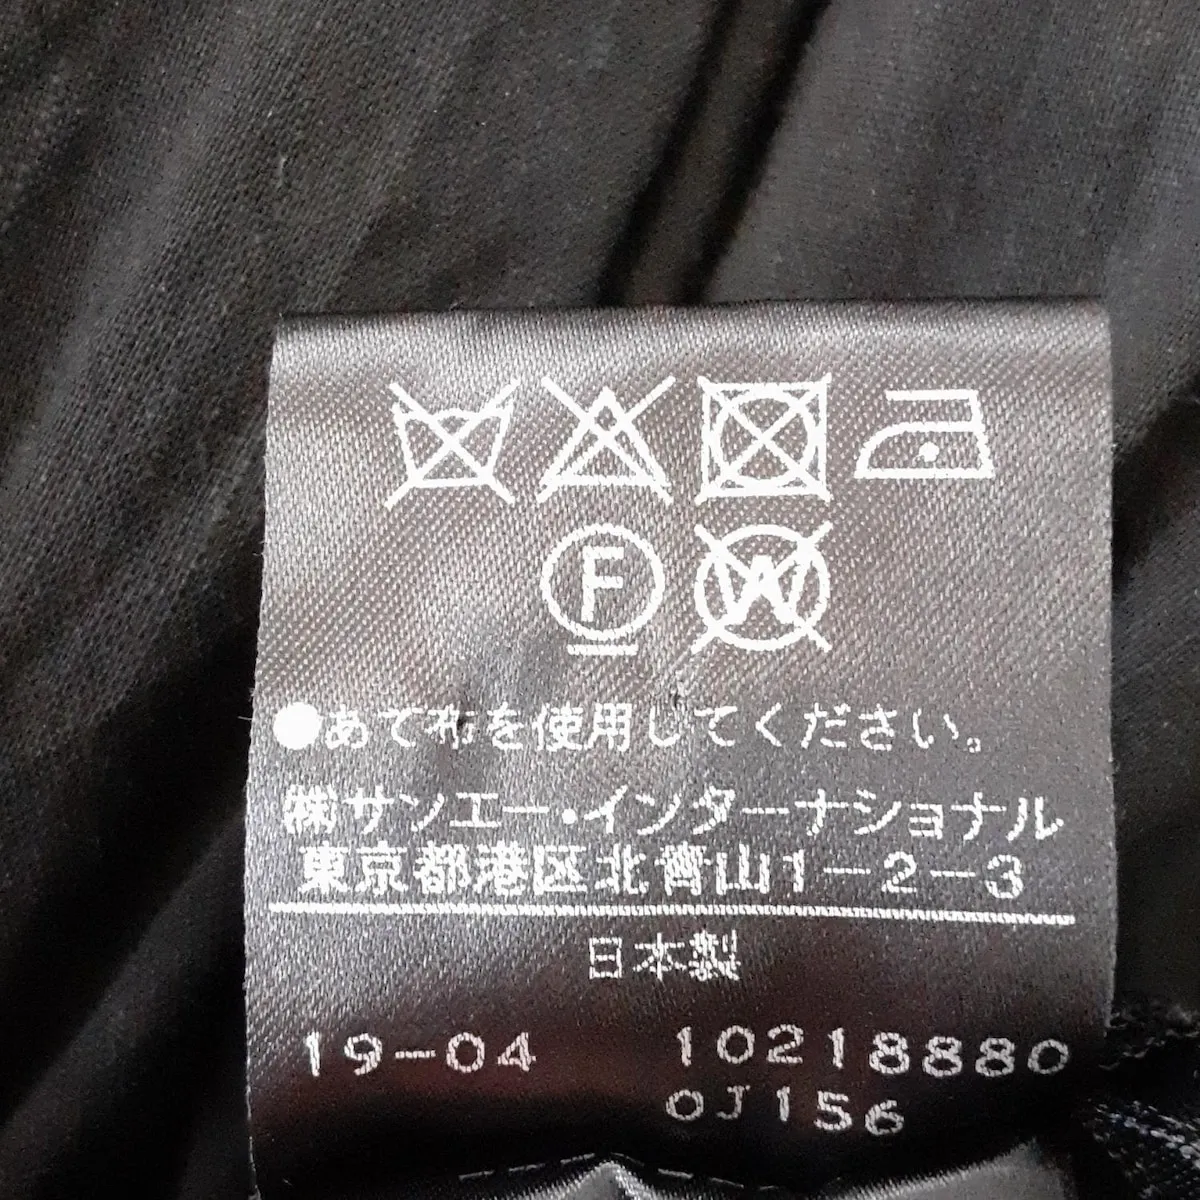 F W
●あて布を使用してください。
㈱サンエー・インターナショナル
東京都港区北青山1-2-3
日本製
19-04 10218880
0J156